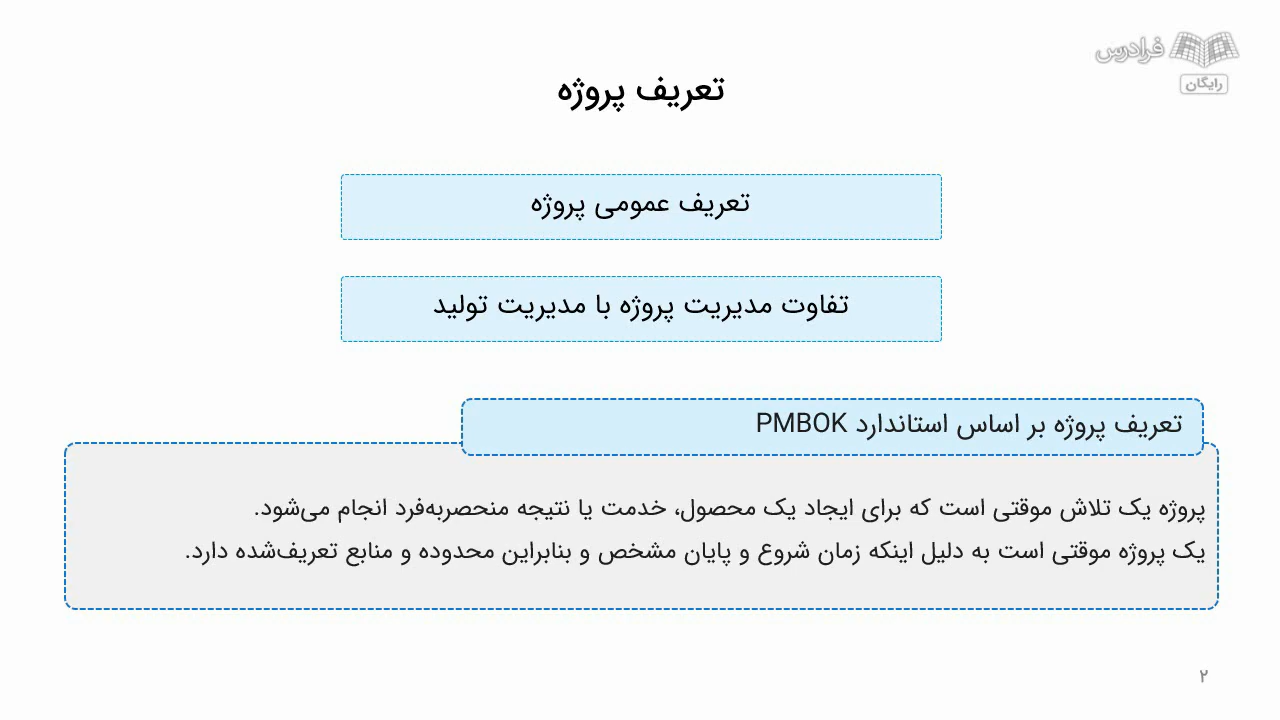 فرادرس
رایگان
تعریف پروژه
تعریف عمومی پروژه
تفاوت مدیریت پروژه با مدیریت تولید
تعریف پروژه بر اساس استاندارد PMBOK
پروژه یک تلاش موقتی است که برای ایجاد یک محصول، خدمت یا نتیجه منحصربه‌فرد انجام می‌شود.
یک پروژه موقتی است به دلیل اینکه زمان شروع و پایان مشخص و بنابراین محدوده و منابع تعریف‌شده دارد.
۲